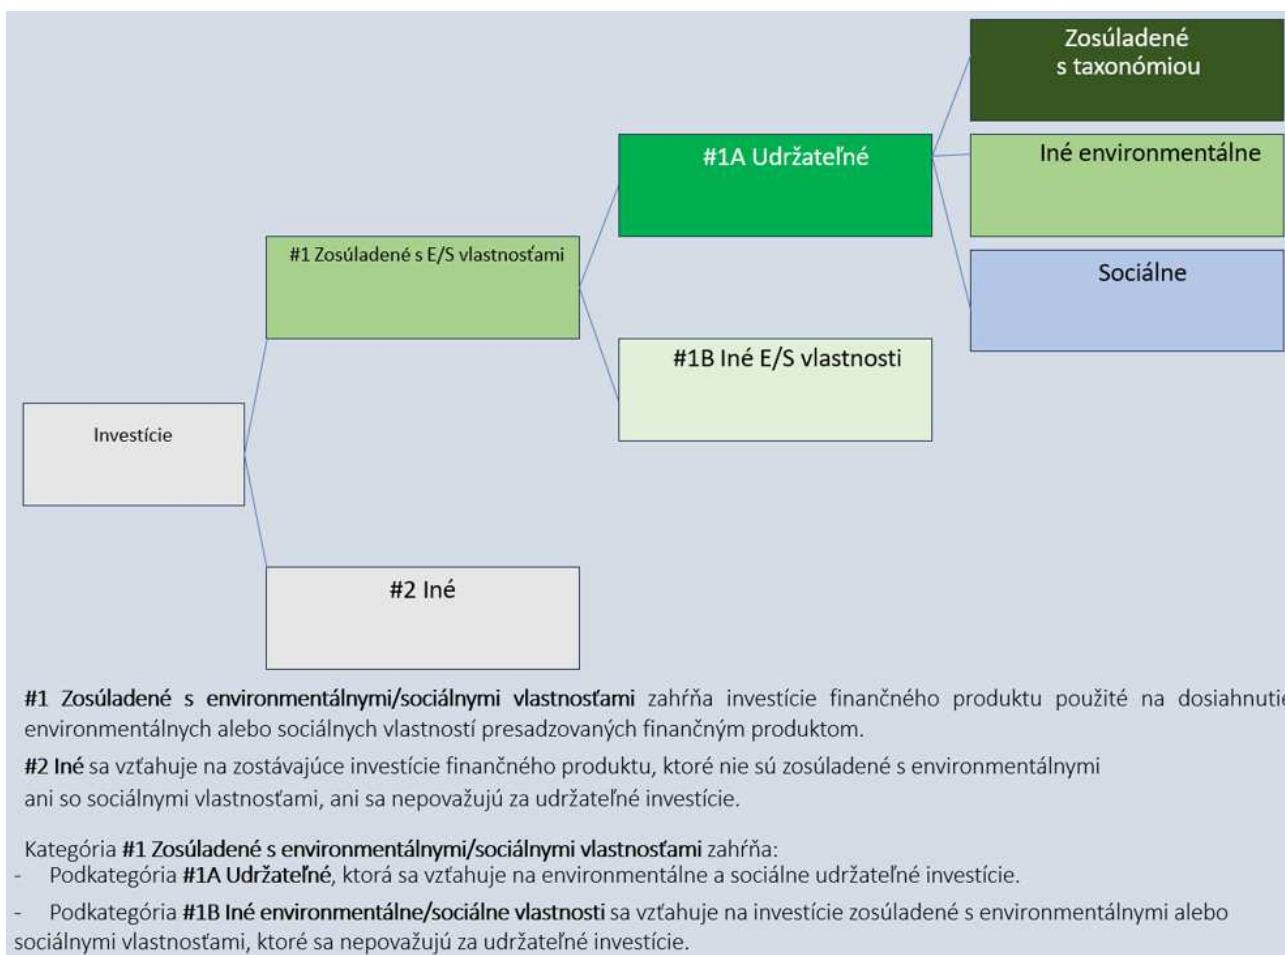 Zosúladené
s taxonómiou
#1A Udržateľné
Iné environmentálne
#1 Zosúladené s E/S vlastnosťami
Sociálne
#1B Iné E/S vlastnosti
Investície
#2 Iné
#1 Zosúladené s environmentálnymi/sociálnymi vlastnosťami zahŕňa investície finančného produktu použité na dosiahnutie
environmentálnych alebo sociálnych vlastností presadzovaných finančným produktom.
#2 Iné sa vzťahuje na zostávajúce investície finančného produktu, ktoré nie sú zosúladené s environmentálnymi
ani so sociálnymi vlastnosťami, ani sa nepovažujú za udržateľné investície.
Kategória #1 Zosúladené s environmentálnymi/sociálnymi vlastnosťami zahŕňa:
- Podkategória #1A Udržateľné, ktorá sa vzťahuje na environmentálne a sociálne udržateľné investície.
- Podkategória #1B Iné environmentálne/sociálne vlastnosti sa vzťahuje na investície zosúladené s environmentálnymi alebo
sociálnymi vlastnosťami, ktoré sa nepovažujú za udržateľné investície.